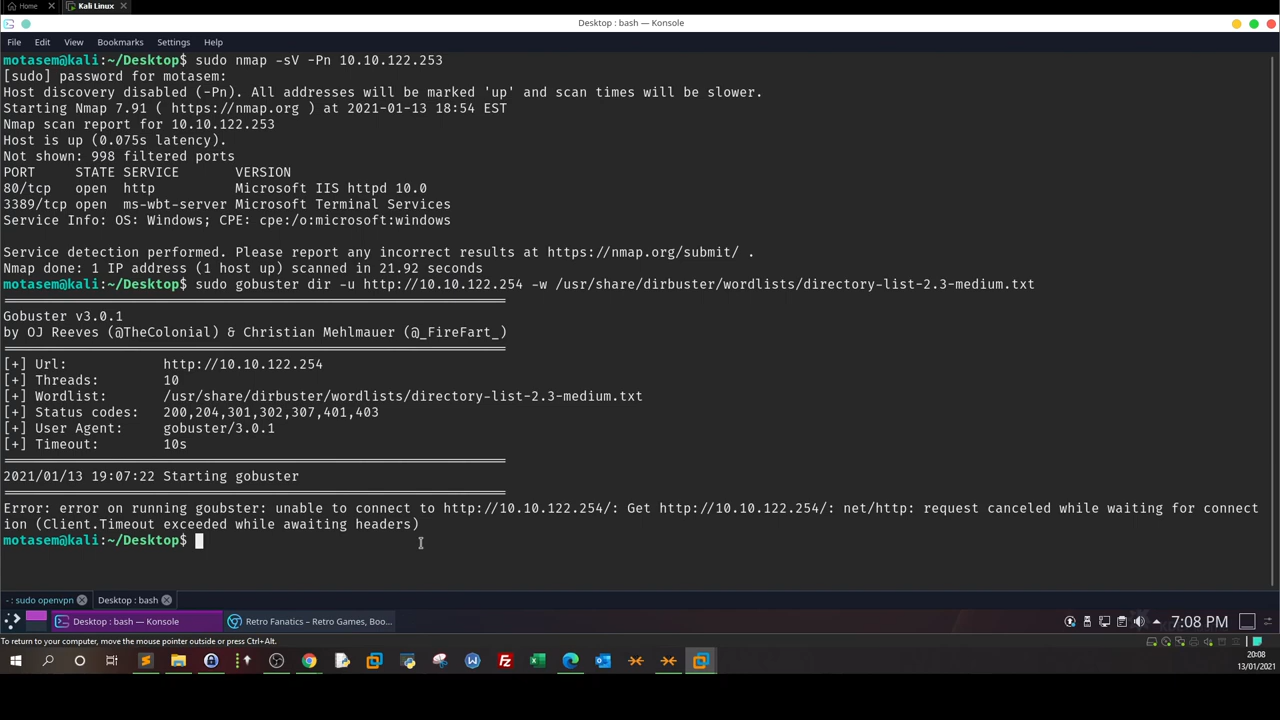 Home
Kali Linux
Desktop : bash — Konsole
File Edit View Bookmarks Settings Help
motasem@kali:~/Desktop$ sudo nmap -sV -Pn 10.10.122.253
[sudo] password for motasem:
Host discovery disabled (-Pn). All addresses will be marked 'up' and scan times will be slower.
Starting Nmap 7.91 ( https://nmap.org ) at 2021-01-13 18:54 EST
Nmap scan report for 10.10.122.253
Host is up (0.075s latency).
Not shown: 998 filtered ports
PORT     STATE SERVICE       VERSION
80/tcp   open  http          Microsoft IIS httpd 10.0
3389/tcp open  ms-wbt-server Microsoft Terminal Services
Service Info: OS: Windows; CPE: cpe:/o:microsoft:windows
Service detection performed. Please report any incorrect results at https://nmap.org/submit/ .
Nmap done: 1 IP address (1 host up) scanned in 21.92 seconds
motasem@kali:~/Desktop$ sudo gobuster dir -u http://10.10.122.254 -w /usr/share/dirbuster/wordlists/directory-list-2.3-medium.txt
===============================================================
Gobuster v3.0.1
by OJ Reeves (@TheColonial) & Christian Mehlmauer (@_FireFart_)
===============================================================
[+] Url:            http://10.10.122.254
[+] Threads:        10
[+] Wordlist:       /usr/share/dirbuster/wordlists/directory-list-2.3-medium.txt
[+] Status codes:   200,204,301,302,307,401,403
[+] User Agent:     gobuster/3.0.1
[+] Timeout:        10s
===============================================================
2021/01/13 19:07:22 Starting gobuster
===============================================================
Error: error on running goubster: unable to connect to http://10.10.122.254/: Get http://10.10.122.254/: net/http: request canceled while waiting for connect
ion (Client.Timeout exceeded while awaiting headers)
motasem@kali:~/Desktop$
- : sudo openvpn
Desktop : bash
Desktop : bash — Konsole
Retro Fanatics – Retro Games, Boo...
7:08 PM
To return to your computer, move the mouse pointer outside or press Ctrl+Alt.
20:08
13/01/2021